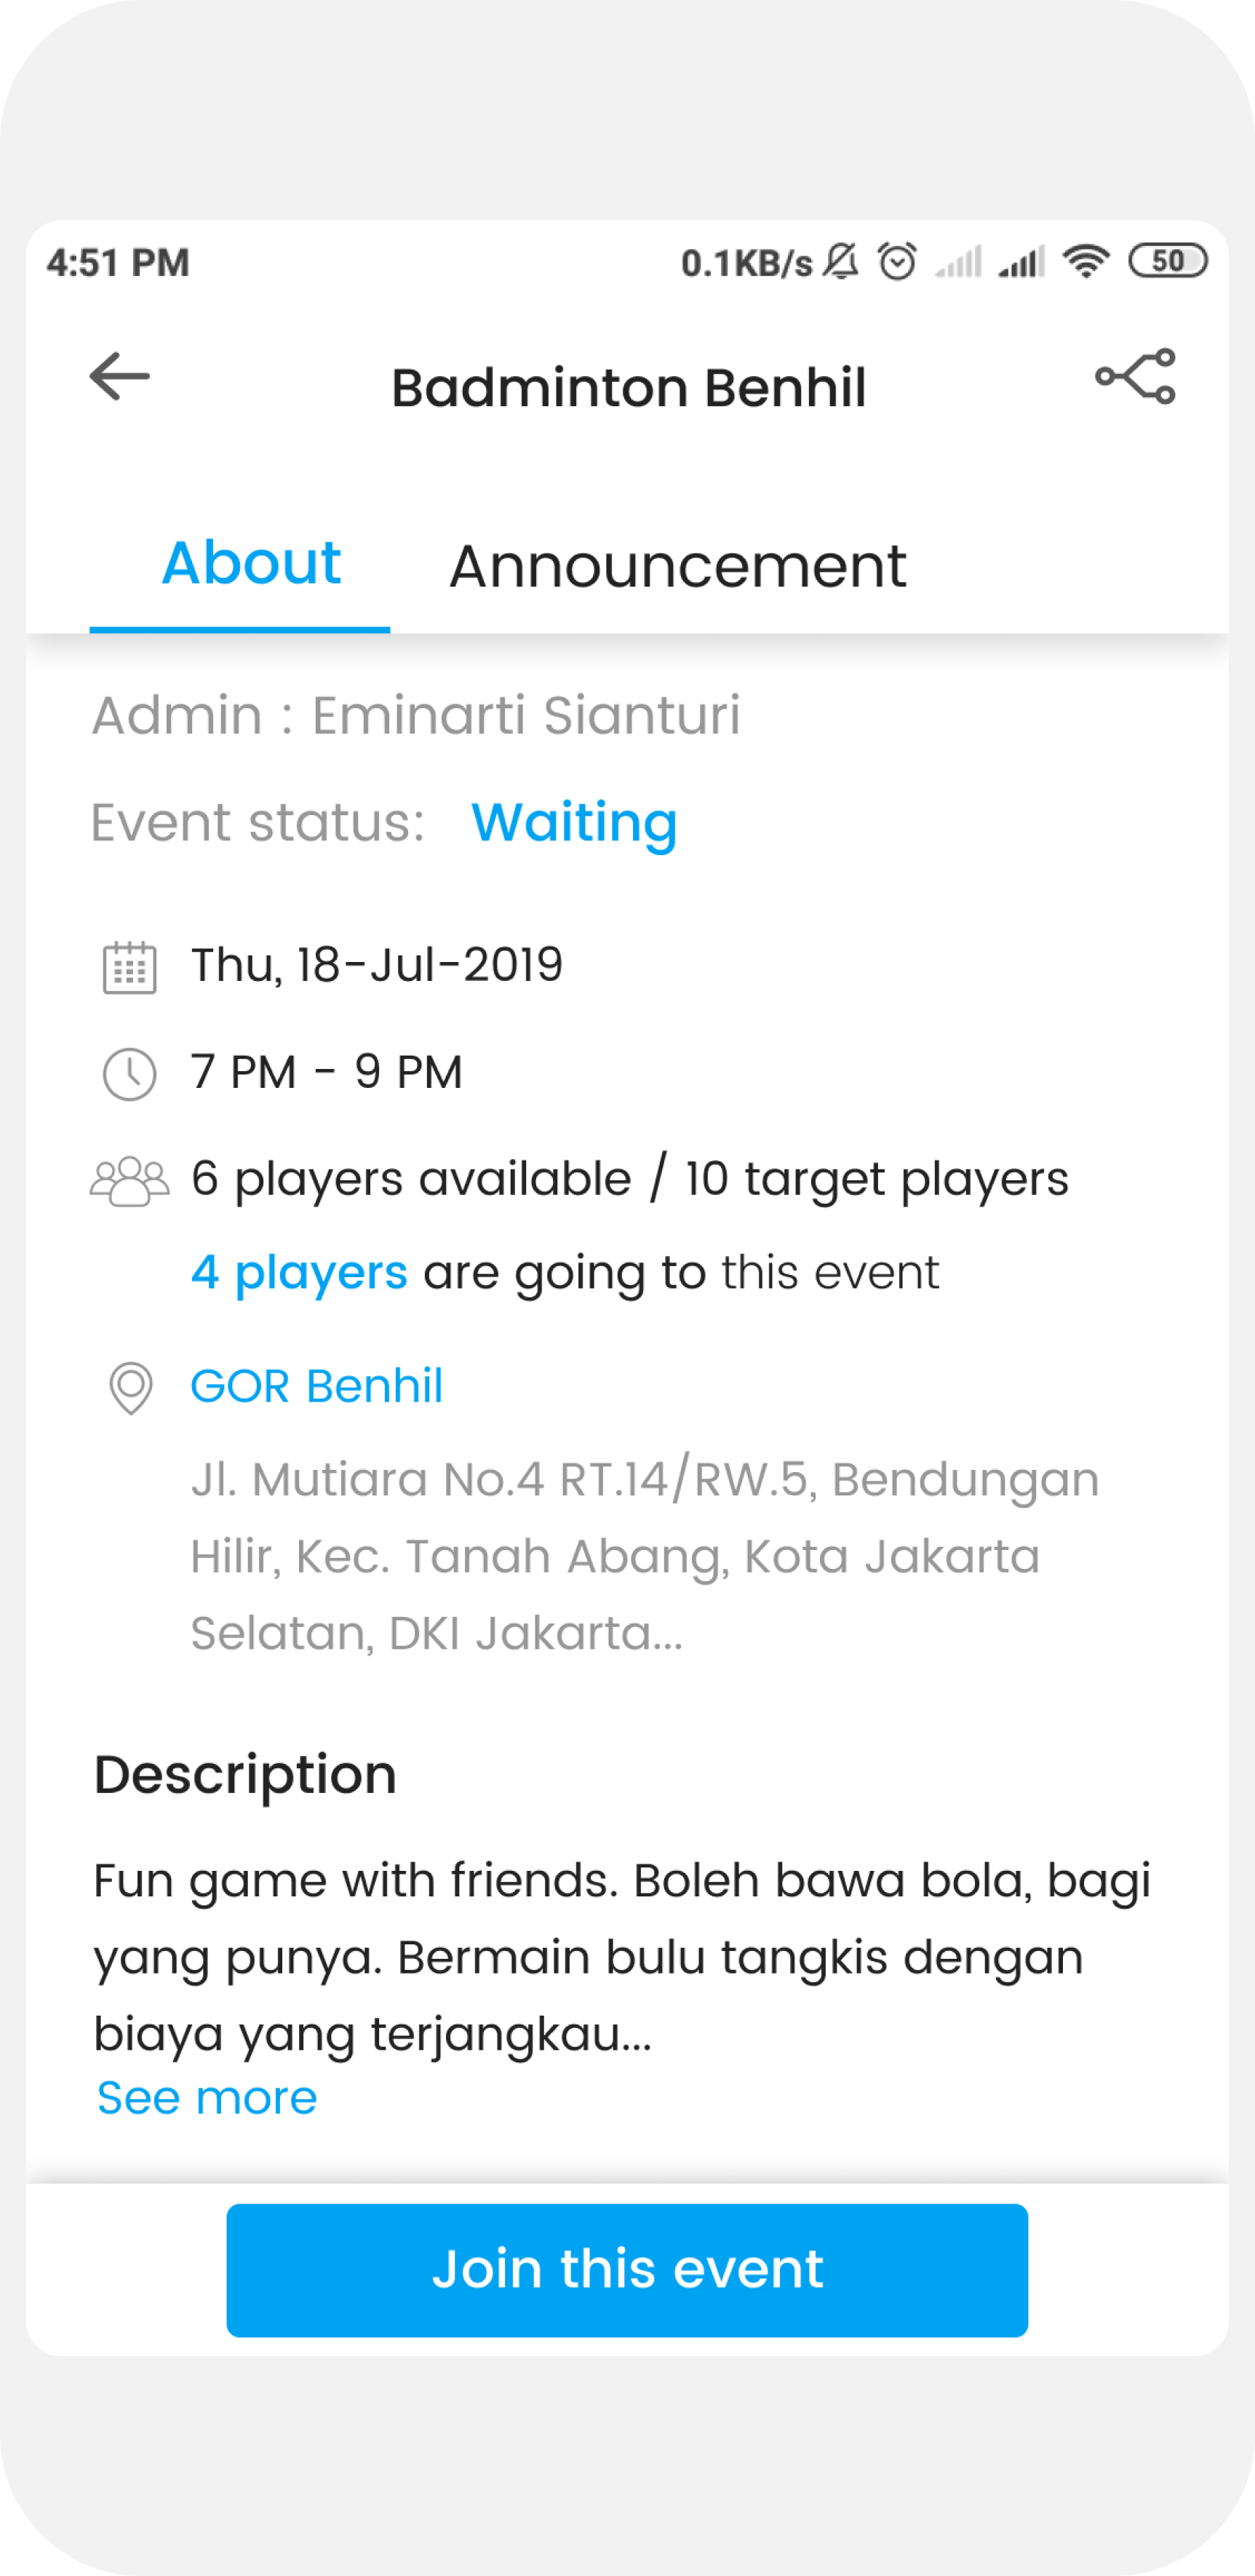 4:51 PM 0.1KB/s 50
Badminton Benhil
About Announcement
Admin : Eminarti Sianturi
Event status: Waiting
Thu, 18-Jul-2019
7 PM - 9 PM
6 players available / 10 target players
4 players are going to this event
GOR Benhil
Jl. Mutiara No.4 RT.14/RW.5, Bendungan
Hilir, Kec. Tanah Abang, Kota Jakarta
Selatan, DKI Jakarta...
Description
Fun game with friends. Boleh bawa bola, bagi
yang punya. Bermain bulu tangkis dengan
biaya yang terjangkau...
See more
Join this event